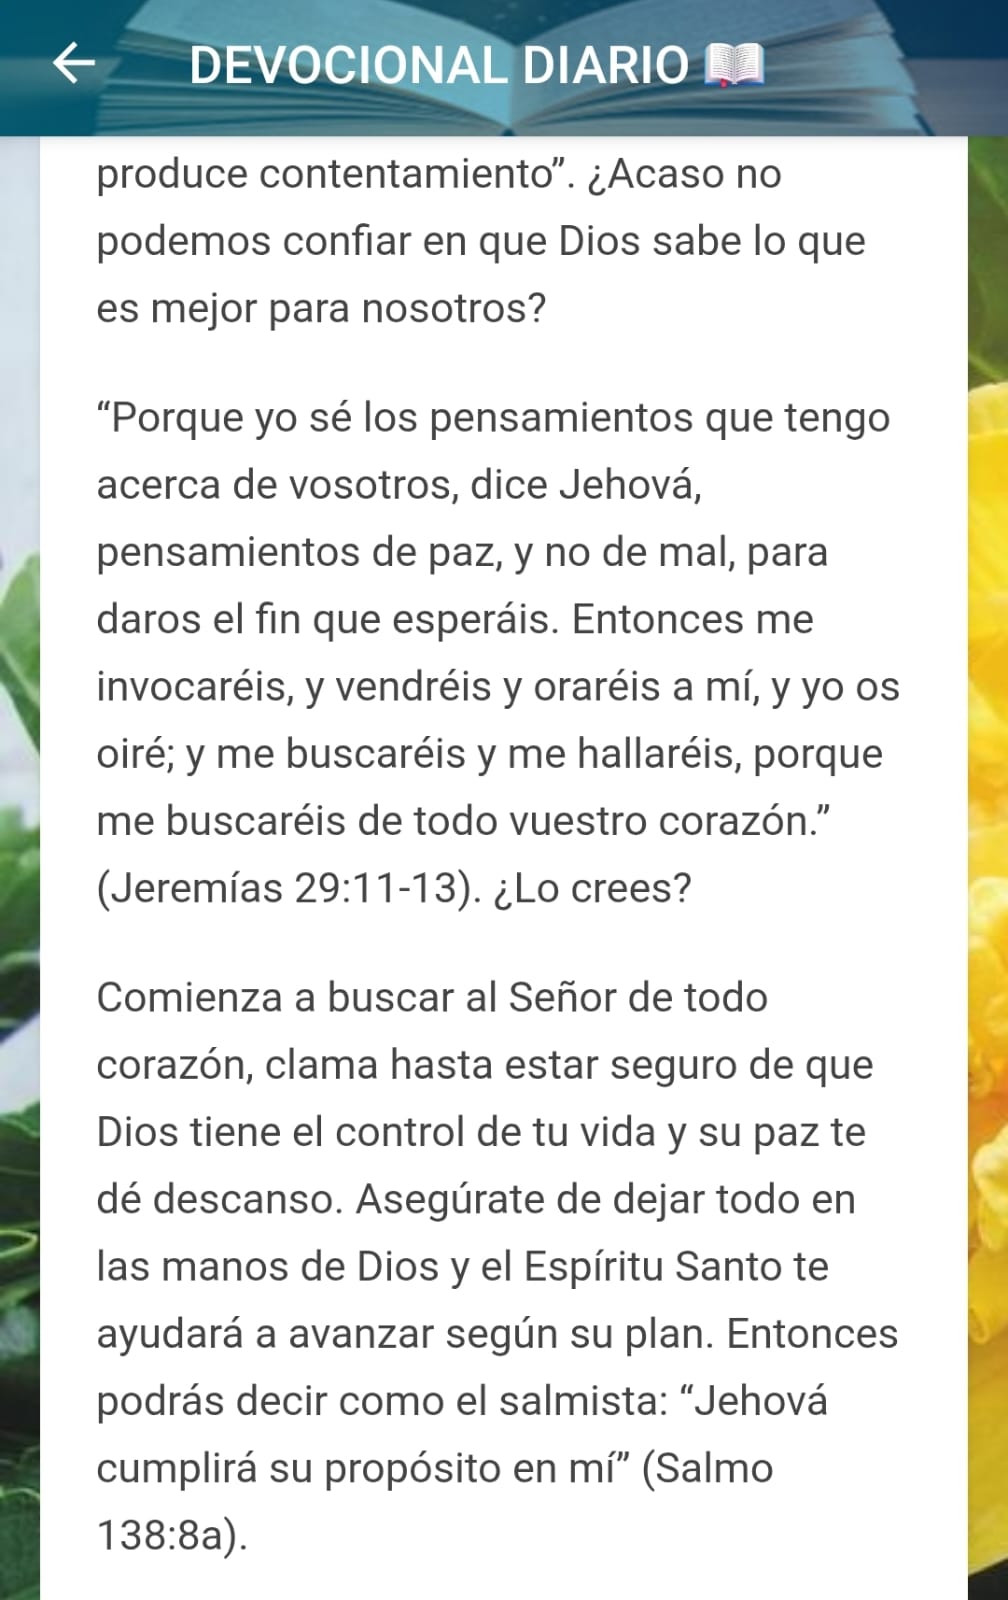 DEVOCIONAL DIARIO 📖
produce contentamiento”. ¿Acaso no
podemos confiar en que Dios sabe lo que
es mejor para nosotros?
“Porque yo sé los pensamientos que tengo
acerca de vosotros, dice Jehová,
pensamientos de paz, y no de mal, para
daros el fin que esperáis. Entonces me
invocaréis, y vendréis y oraréis a mí, y yo os
oiré; y me buscaréis y me hallaréis, porque
me buscaréis de todo vuestro corazón.”
(Jeremías 29:11-13). ¿Lo crees?
Comienza a buscar al Señor de todo
corazón, clama hasta estar seguro de que
Dios tiene el control de tu vida y su paz te
dé descanso. Asegúrate de dejar todo en
las manos de Dios y el Espíritu Santo te
ayudará a avanzar según su plan. Entonces
podrás decir como el salmista: “Jehová
cumplirá su propósito en mí” (Salmo
138:8a).